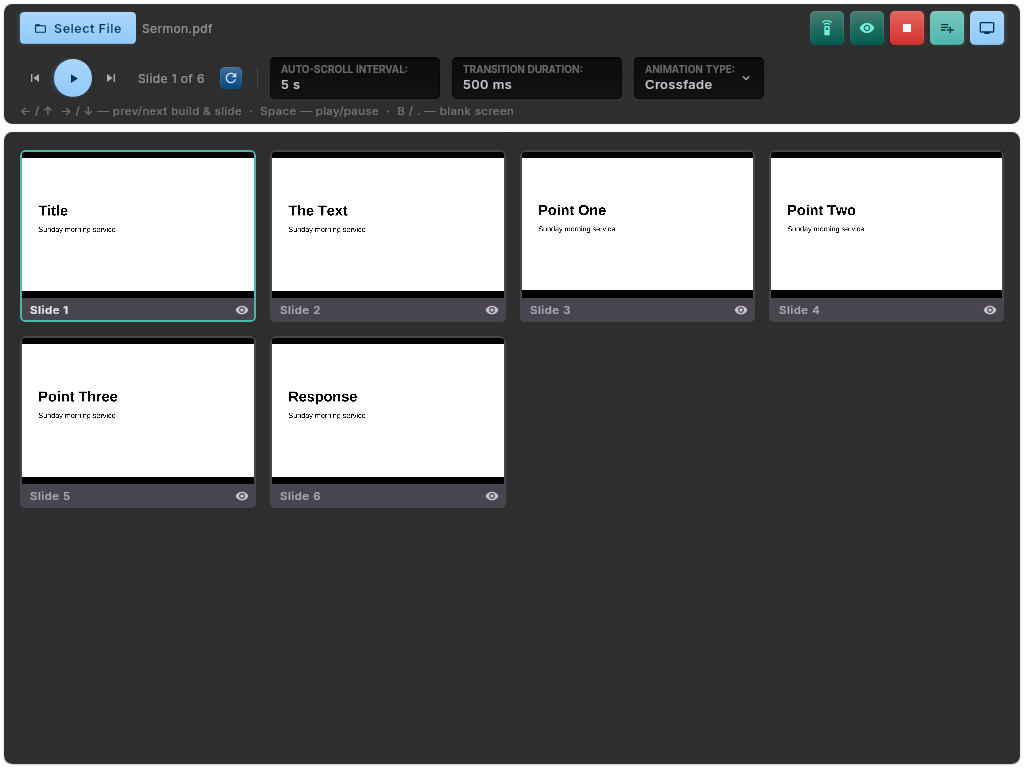 Select File
Sermon.pdf
Slide 1 of 6
AUTO-SCROLL INTERVAL:
5 s
TRANSITION DURATION:
500 ms
ANIMATION TYPE:
Crossfade
← / ↑ → / ↓ — prev/next build & slide · Space — play/pause · B / . — blank screen
Title
Sunday morning service
Slide 1
The Text
Sunday morning service
Slide 2
Point One
Sunday morning service
Slide 3
Point Two
Sunday morning service
Slide 4
Point Three
Sunday morning service
Slide 5
Response
Sunday morning service
Slide 6